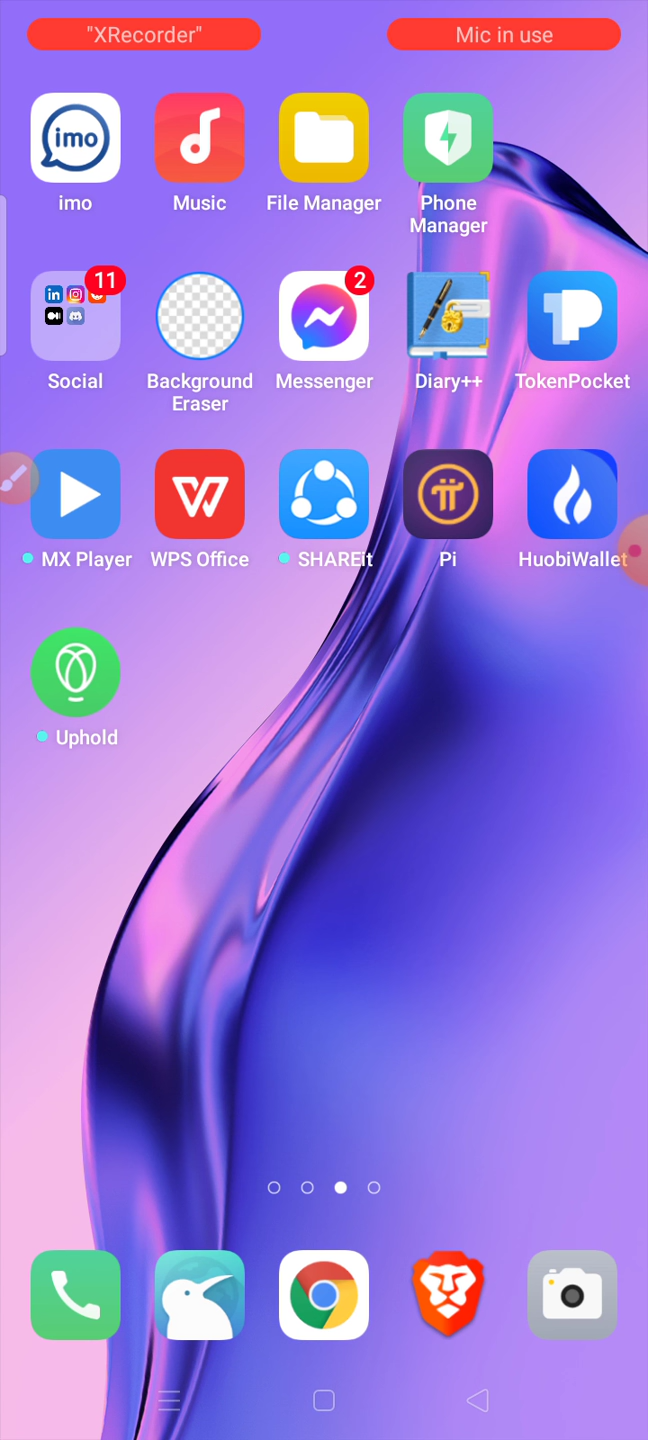 "XRecorder"
Mic in use
imo
imo
Music
File Manager
Phone
Manager
11
2
Social
Background
Eraser
Messenger
Diary++
TokenPocket
MX Player
WPS Office
SHAREit
Pi
HuobiWallet
Uphold